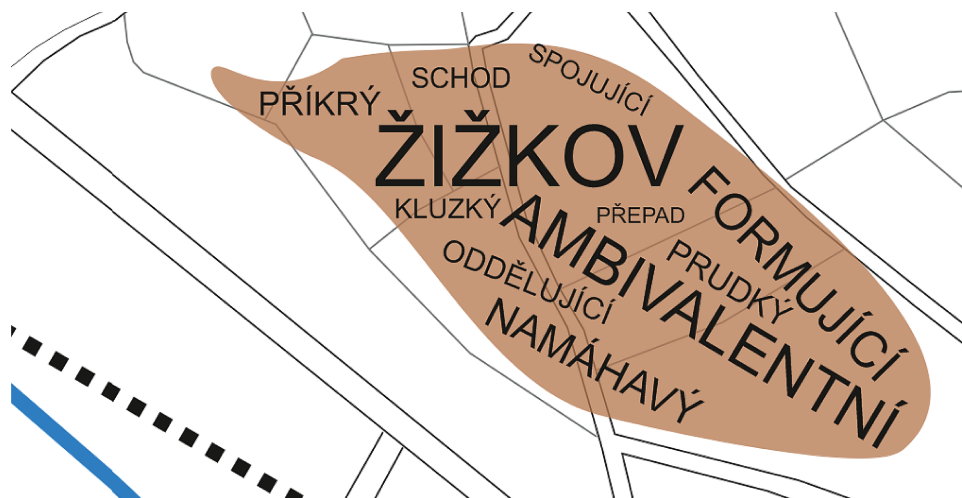 SPOJUJÍCÍ
SCHOD
PŘÍKRÝ
ŽIŽKOV
FORMUJÍCÍ
KLUZKÝ
AMBIVALENTNÍ
PŘEPAD
PRUDKÝ
ODDĚLUJÍCÍ
NAMÁHAVÝ